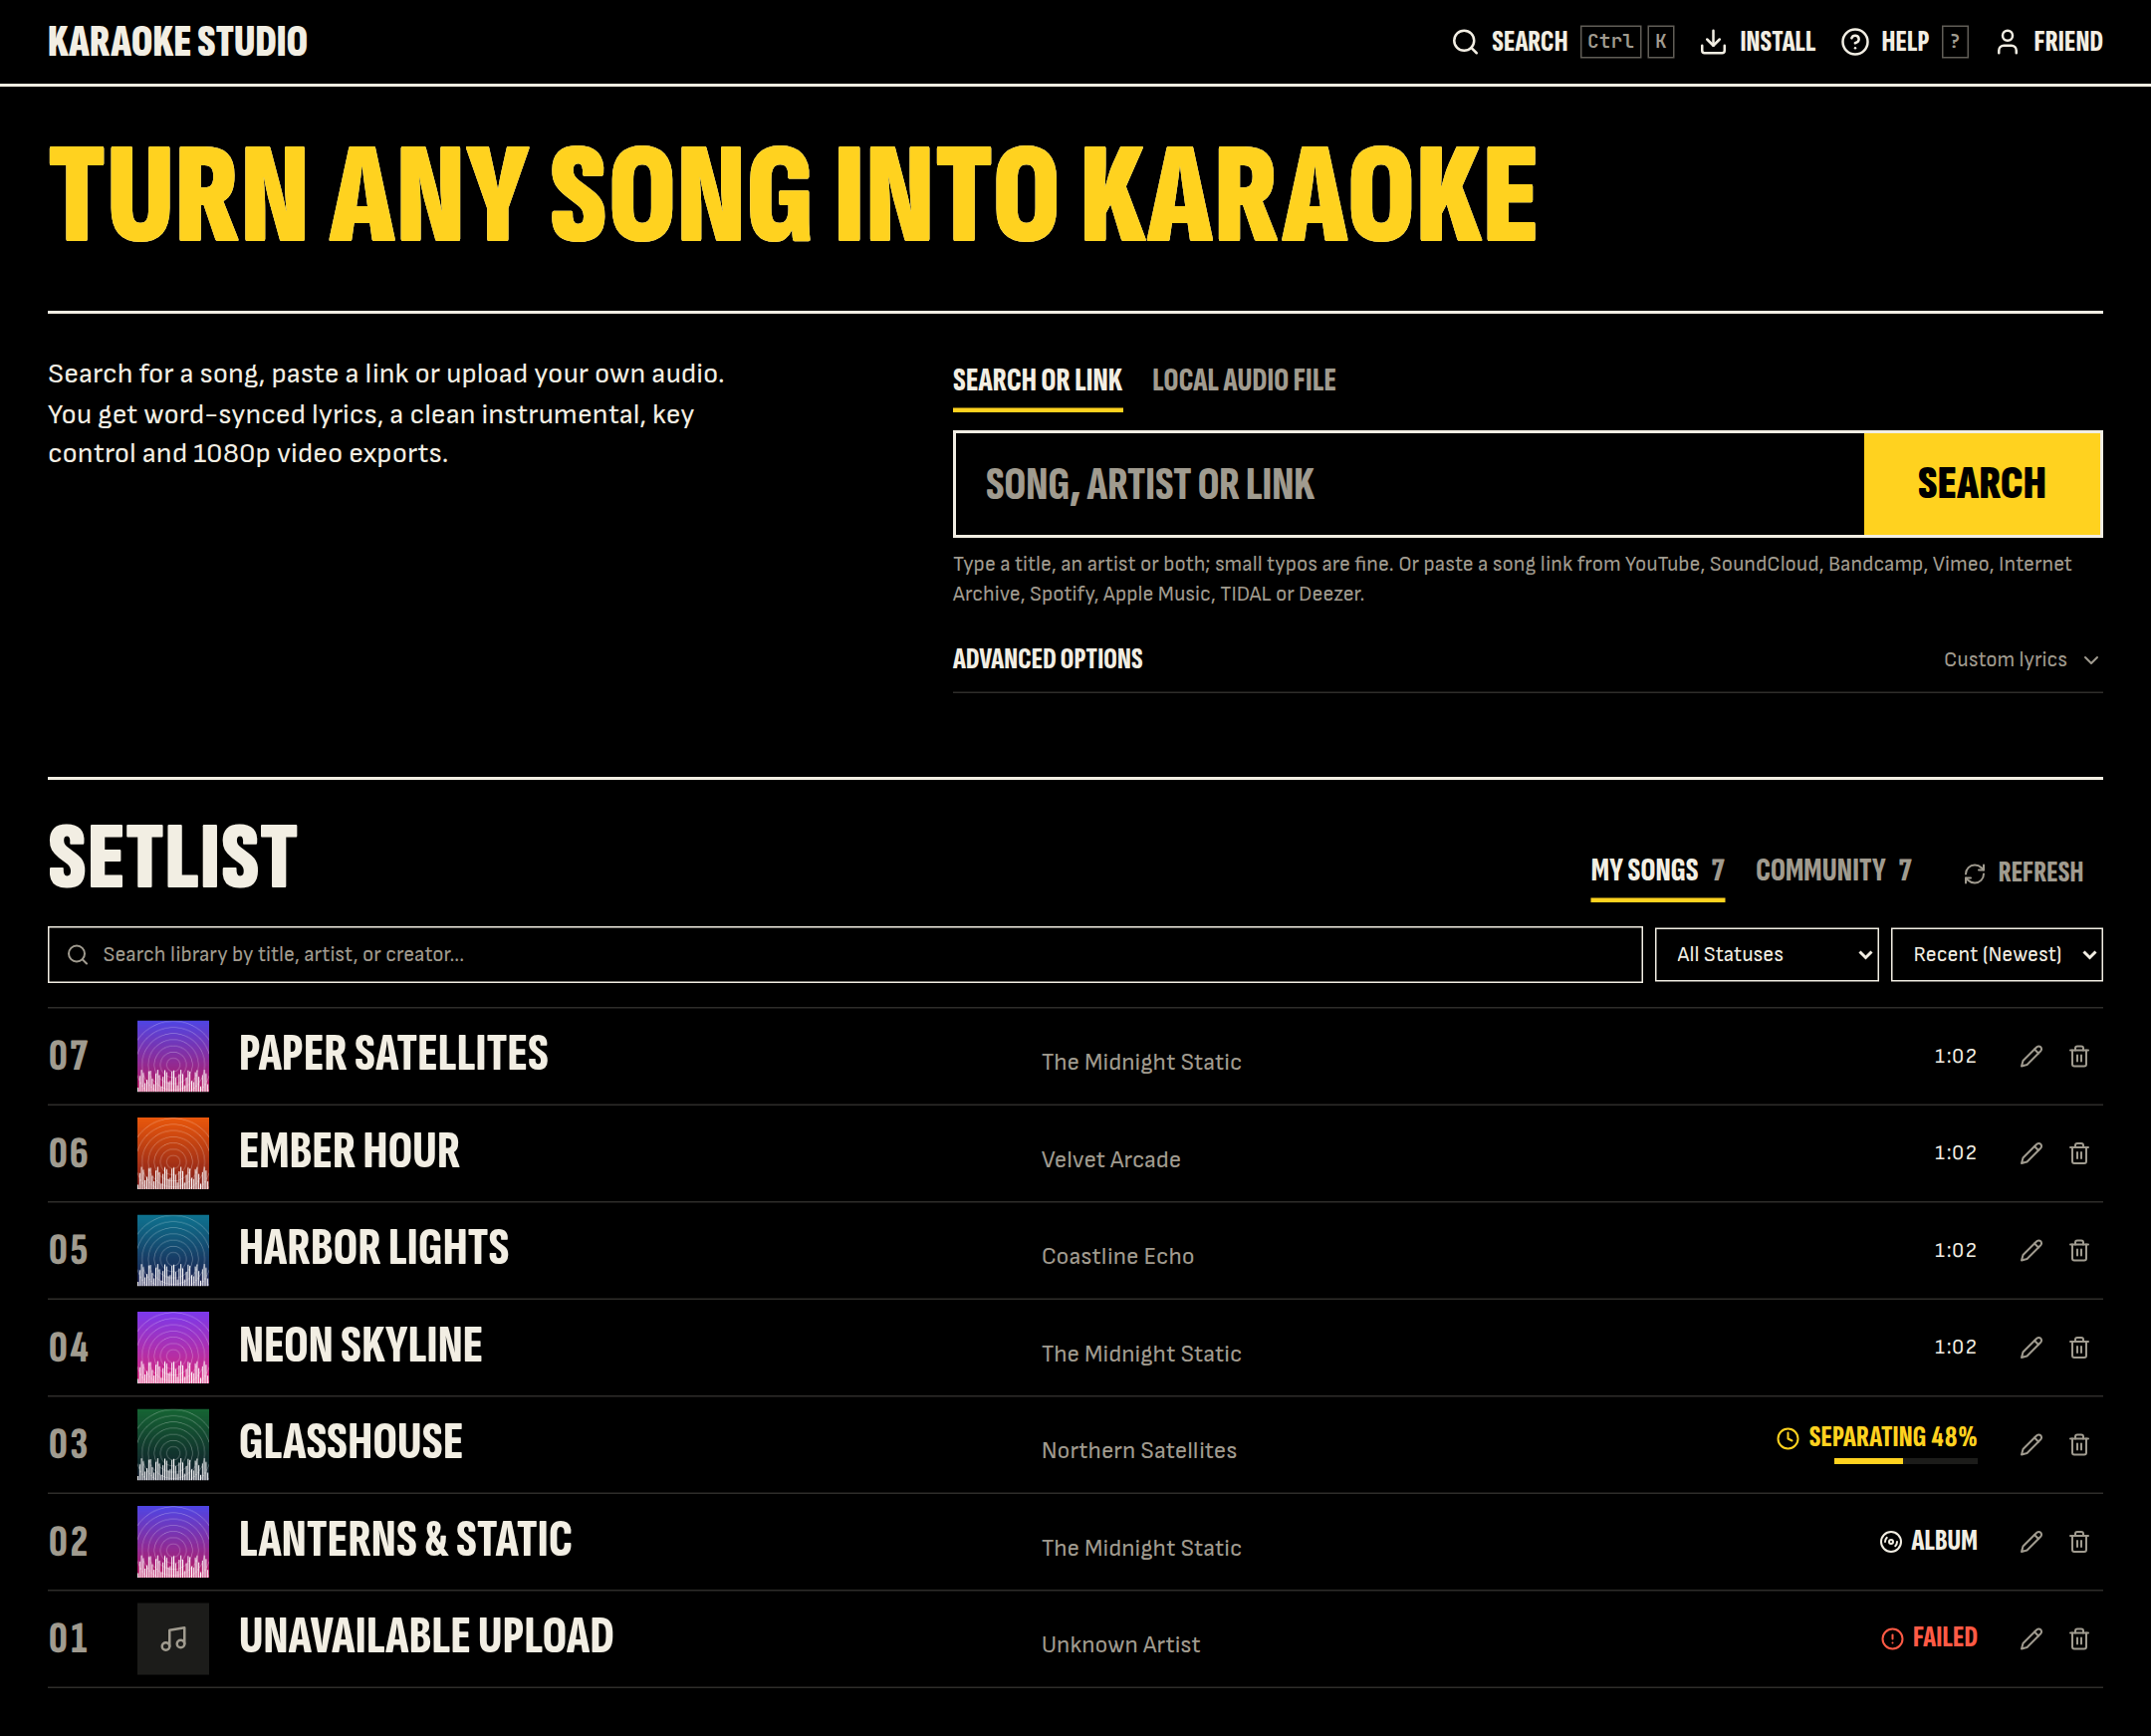 KARAOKE STUDIO
SEARCH Ctrl K INSTALL HELP ? FRIEND
TURN ANY SONG INTO KARAOKE
Search for a song, paste a link or upload your own audio.
You get word-synced lyrics, a clean instrumental, key
control and 1080p video exports.
SEARCH OR LINK LOCAL AUDIO FILE
SONG, ARTIST OR LINK SEARCH
Type a title, an artist or both; small typos are fine. Or paste a song link from YouTube, SoundCloud, Bandcamp, Vimeo, Internet
Archive, Spotify, Apple Music, TIDAL or Deezer.
ADVANCED OPTIONS Custom lyrics
SETLIST
MY SONGS 7 COMMUNITY 7 REFRESH
Search library by title, artist, or creator... All Statuses Recent (Newest)
07 PAPER SATELLITES The Midnight Static 1:02
06 EMBER HOUR Velvet Arcade 1:02
05 HARBOR LIGHTS Coastline Echo 1:02
04 NEON SKYLINE The Midnight Static 1:02
03 GLASSHOUSE Northern Satellites SEPARATING 48%
02 LANTERNS & STATIC The Midnight Static ALBUM
01 UNAVAILABLE UPLOAD Unknown Artist FAILED